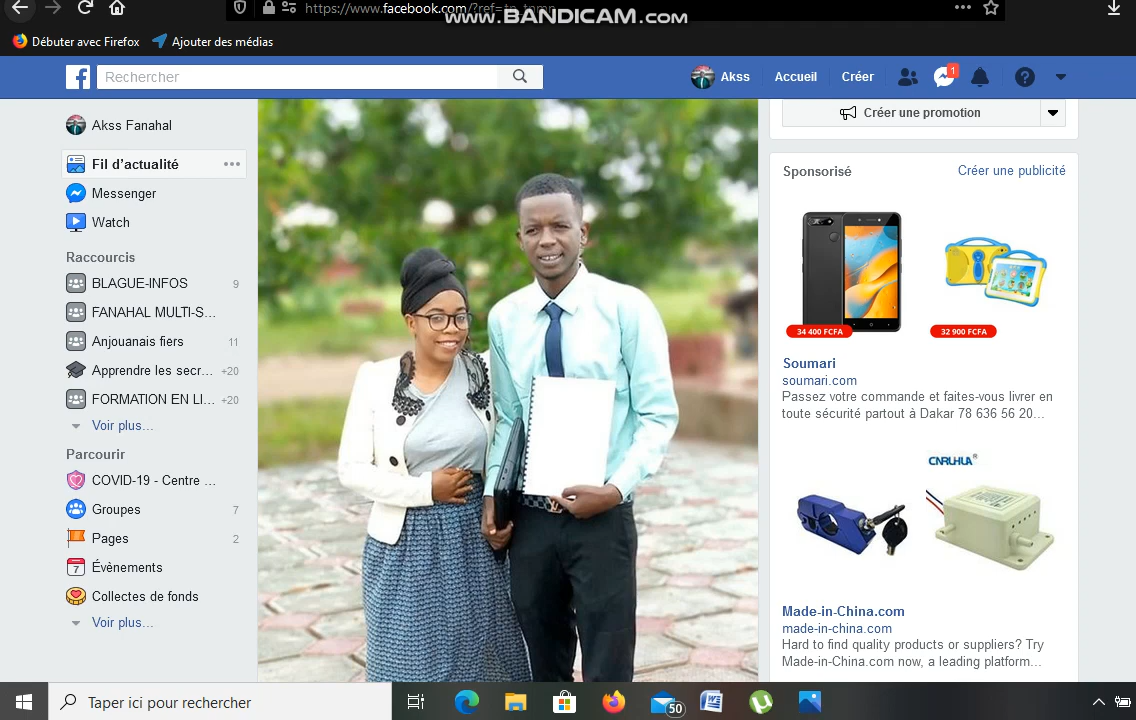 https://www.facebook.com/?ref=tn_tnmn
www.BANDICAM.com
Débuter avec Firefox
Ajouter des médias
Rechercher
Akss
Accueil
Créer
1
Akss Fanahal
Fil d'actualité
Messenger
Watch
Raccourcis
BLAGUE-INFOS 9
FANAHAL MULTI-S...
Anjouanais fiers 11
Apprendre les secr... +20
FORMATION EN LI... +20
Voir plus...
Parcourir
COVID-19 - Centre ...
Groupes 7
Pages 2
7
Évènements
Collectes de fonds
Voir plus...
Créer une promotion
Sponsorisé
Créer une publicité
34 400 FCFA
32 900 FCFA
Soumari
soumari.com
Passez votre commande et faites-vous livrer en
toute sécurité partout à Dakar 78 636 56 20...
CNRUHUA®
Made-in-China.com
made-in-china.com
Hard to find quality products or suppliers? Try
Made-in-China.com now, a leading platform...
Taper ici pour rechercher
50